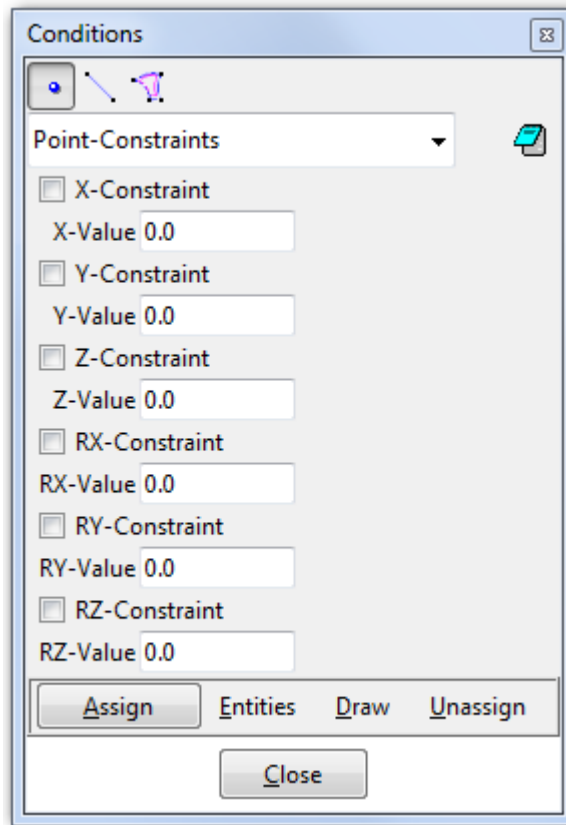 Conditions
Point-Constraints
X-Constraint
X-Value 0.0
Y-Constraint
Y-Value 0.0
Z-Constraint
Z-Value 0.0
RX-Constraint
RX-Value 0.0
RY-Constraint
RY-Value 0.0
RZ-Constraint
RZ-Value 0.0
Assign Entities Draw Unassign
Close